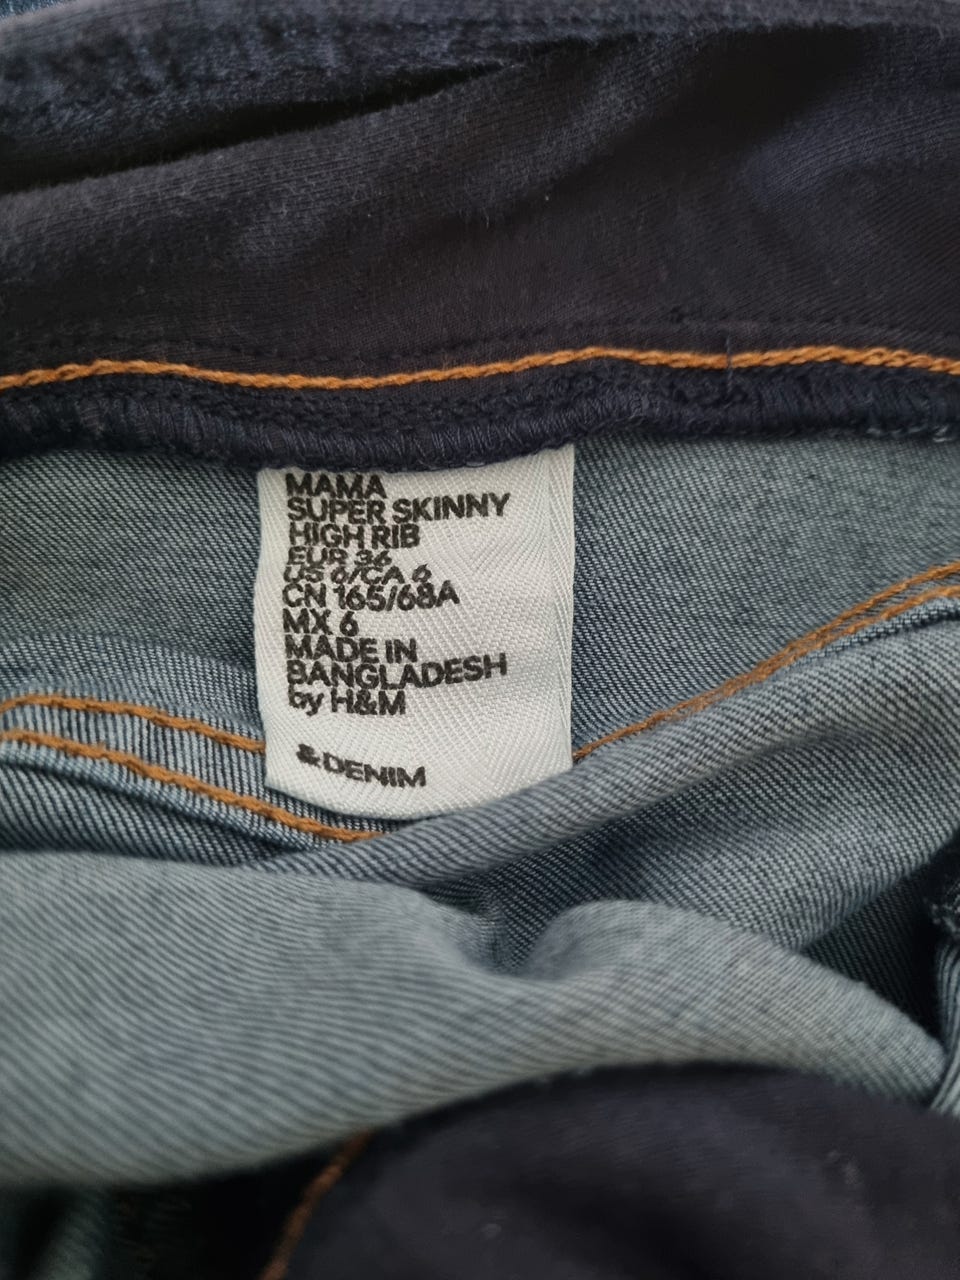 MAMA
SUPER SKINNY
HIGH RIB
EUR 36
US 6/CA 6
CN 165/68A
MX 6
MADE IN
BANGLADESH
by H&M
& DENIM